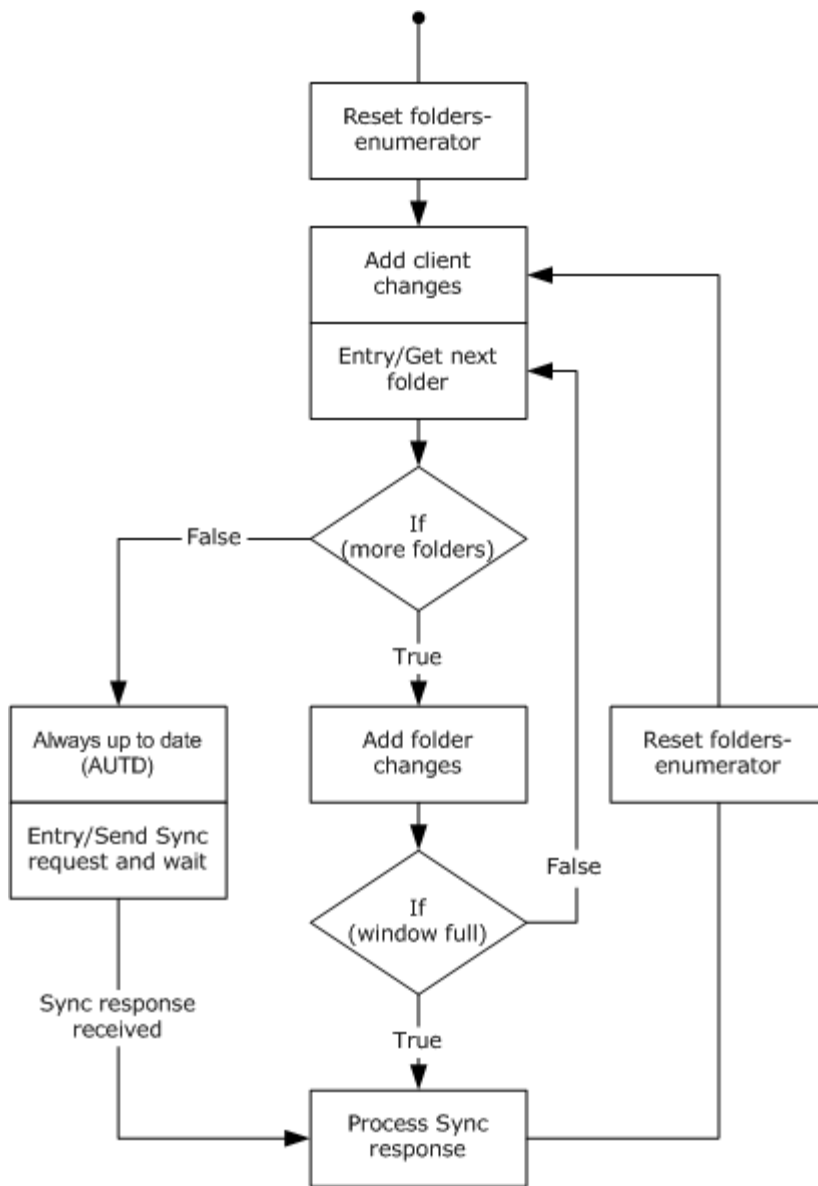 Reset folders-
enumerator
Add client
changes
Entry/Get next
folder
If
(more folders)
False
True
Always up to date
(AUTD)
Entry/Send Sync
request and wait
Add folder
changes
Reset folders-
enumerator
If
(window full)
False
Sync response
received
True
Process Sync
response